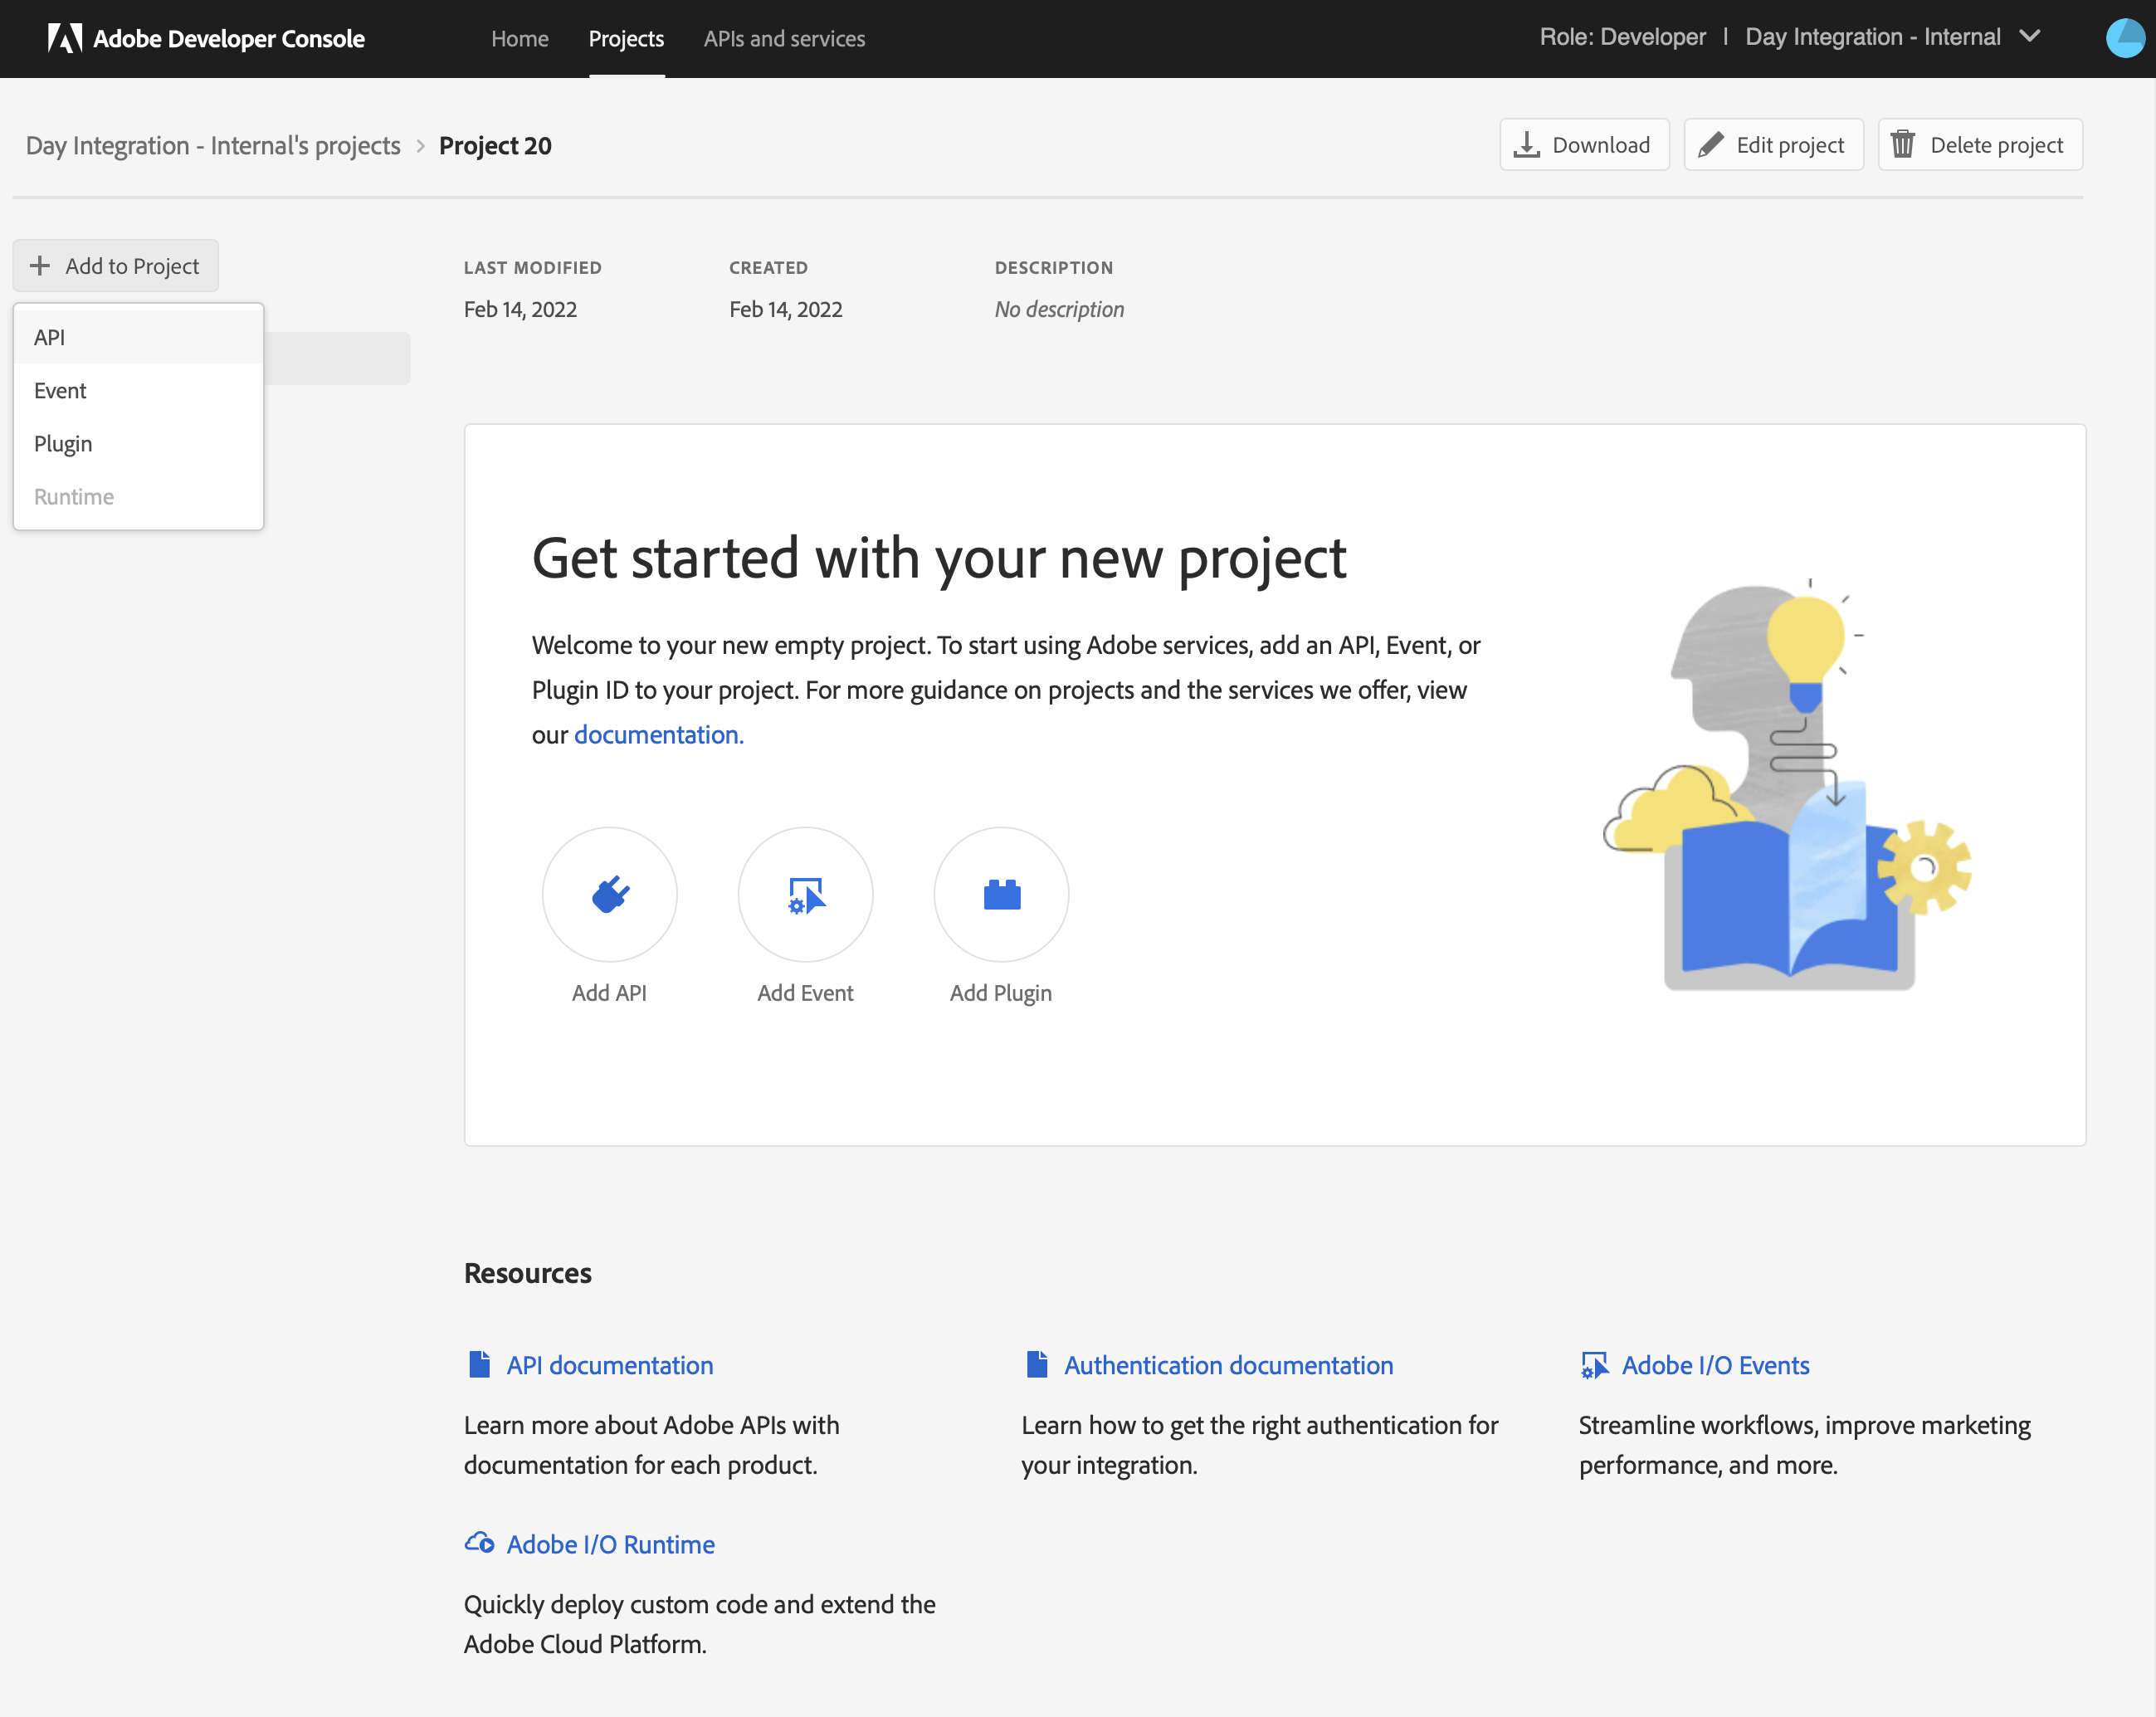 Adobe Developer Console
Home
Projects
APIs and services
Role: Developer | Day Integration - Internal
Day Integration - Internal's projects > Project 20
Download
Edit project
Delete project
Add to Project
API
Event
Plugin
Runtime
LAST MODIFIED
Feb 14, 2022
CREATED
Feb 14, 2022
DESCRIPTION
No description
Get started with your new project
Welcome to your new empty project. To start using Adobe services, add an API, Event, or
Plugin ID to your project. For more guidance on projects and the services we offer, view
our documentation.
Add API
Add Event
Add Plugin
Resources
API documentation
Learn more about Adobe APIs with
documentation for each product.
Authentication documentation
Learn how to get the right authentication for
your integration.
Adobe I/O Events
Streamline workflows, improve marketing
performance, and more.
Adobe I/O Runtime
Quickly deploy custom code and extend the
Adobe Cloud Platform.